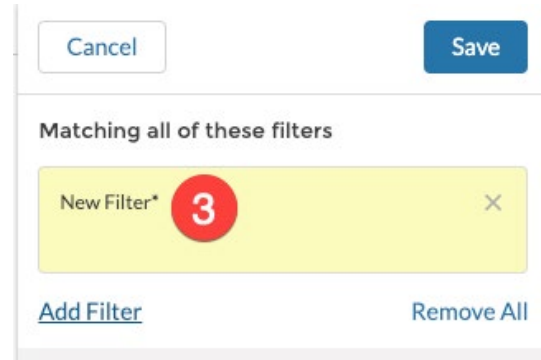 Cancel Save
Matching all of these filters
New Filter* 3
Add Filter Remove All